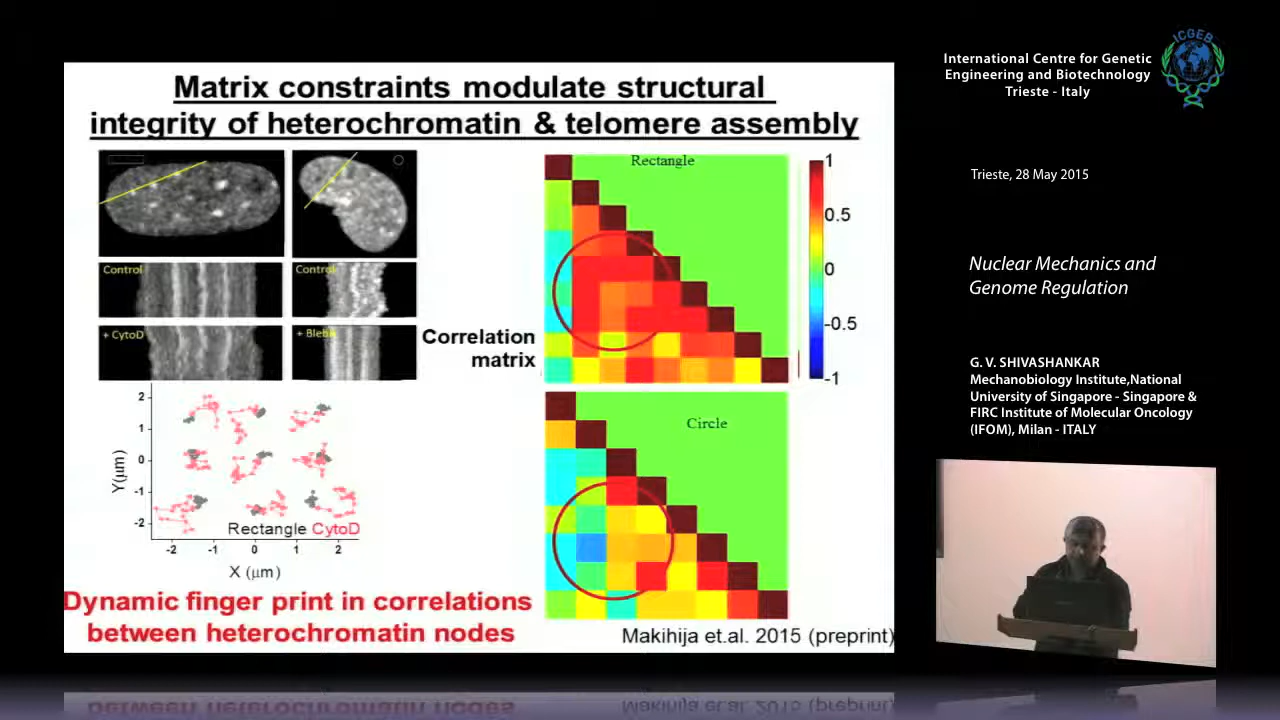 Matrix constraints modulate structural
integrity of heterochromatin & telomere assembly
Control
Control
+ CytoD
+ Blebb
Correlation
matrix
Rectangle
1
0.5
0
-0.5
-1
Circle
2
1
0
-1
-2
Y(μm)
Rectangle CytoD
-2
-1
0
1
2
X (μm)
Dynamic finger print in correlations
between heterochromatin nodes
Makihija et.al. 2015 (preprint)
International Centre for Genetic
Engineering and Biotechnology
Trieste - Italy
ICGEB
Trieste, 28 May 2015
Nuclear Mechanics and
Genome Regulation
G. V. SHIVASHANKAR
Mechanobiology Institute,National
University of Singapore - Singapore &
FIRC Institute of Molecular Oncology
(IFOM), Milan - ITALY